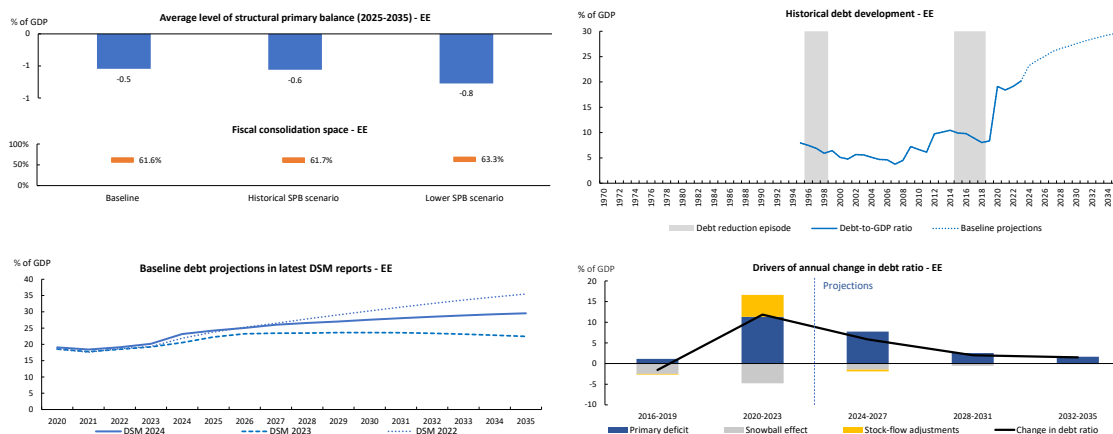 Average level of structural primary balance (2025-2035) - EE
% of GDP
0
-1
-1
-0.5
-0.6
-0.8
Fiscal consolidation space - EE
100%
50%
0%
61.6%
61.7%
63.3%
Baseline
Historical SPB scenario
Lower SPB scenario
Historical debt development - EE
% of GDP
30
25
20
15
10
5
0
1970 1972 1974 1976 1978 1980 1982 1984 1986 1988 1990 1992 1994 1996 1998 2000 2002 2004 2006 2008 2010 2012 2014 2016 2018 2020 2022 2024 2026 2028 2030 2032 2034
Debt reduction episode
Debt-to-GDP ratio
Baseline projections
Baseline debt projections in latest DSM reports - EE
% of GDP
40
35
30
25
20
15
10
5
0
2020 2021 2022 2023 2024 2025 2026 2027 2028 2029 2030 2031 2032 2033 2034 2035
DSM 2024
DSM 2023
DSM 2022
Drivers of annual change in debt ratio - EE
% of GDP
20
15
10
5
0
-5
-10
Projections
2016-2019
2020-2023
2024-2027
2028-2031
2032-2035
Primary deficit
Snowball effect
Stock-flow adjustments
Change in debt ratio